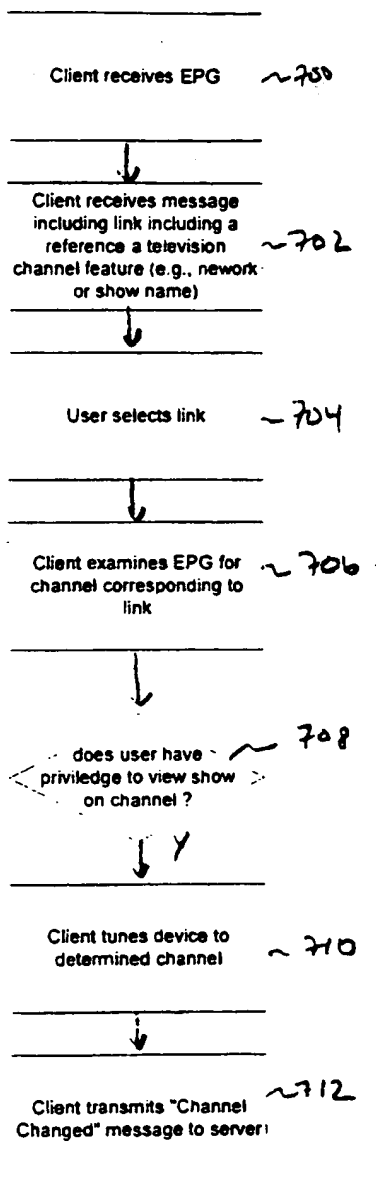 Client receives EPG ~700
Client receives message
including link including a
reference a television ~702
channel feature (e.g., nework
or show name)
User selects link ~704
Client examines EPG for ~706
channel corresponding to
link
708
does user have
priviledge to view show
on channel ?
Y
Client tunes device to
determined channel ~710
~712
Client transmits "Channel
Changed" message to server